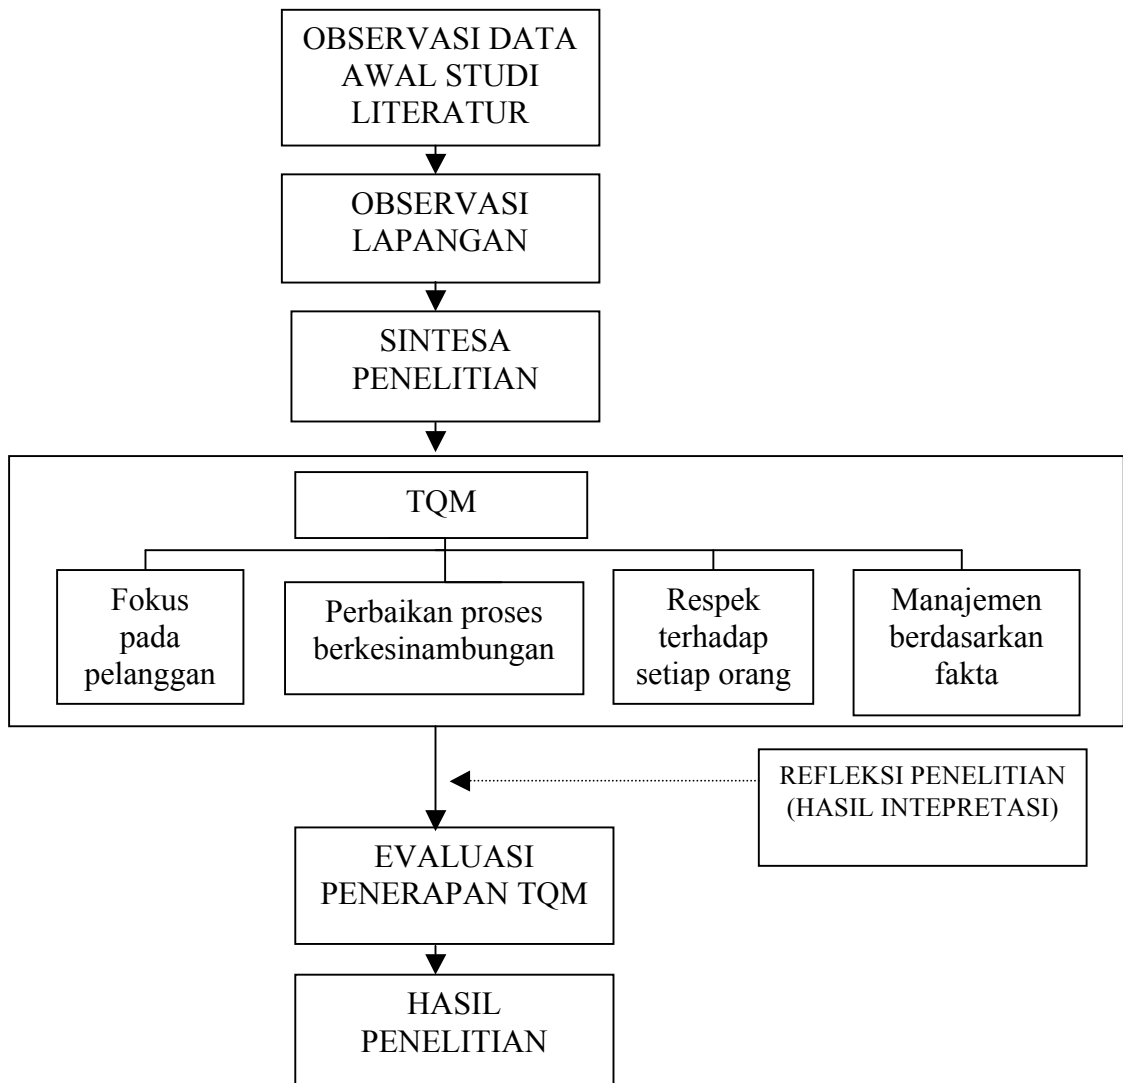 OBSERVASI DATA
AWAL STUDI
LITERATUR
OBSERVASI
LAPANGAN
SINTESA
PENELITIAN
TQM
Fokus
pada
pelanggan
Perbaikan proses
berkesinambungan
Respek
terhadap
setiap orang
Manajemen
berdasarkan
fakta
REFLEKSI PENELITIAN
(HASIL INTEPRETASI)
EVALUASI
PENERAPAN TQM
HASIL
PENELITIAN